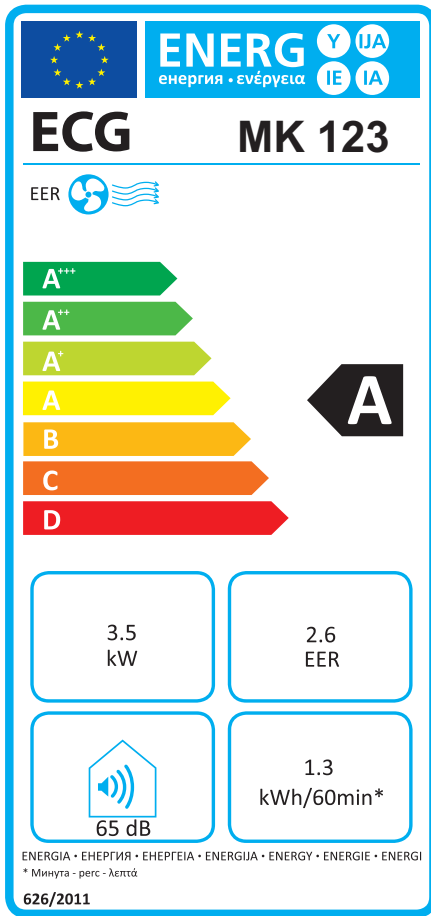 ENERG Y IJA
енергия · ενέργεια IE IA
ECG MK 123
EER
A+++
A++
A+
A
A
B
C
D
3.5
kW
2.6
EER
65 dB
1.3
kWh/60min*
ENERGIA · ЕНЕРГИЯ · ΕΗΕΡΓΕΙΑ · ENERGIJA · ENERGY · ENERGIE · ENERGI
* Минута - perc - λεπτά
626/2011